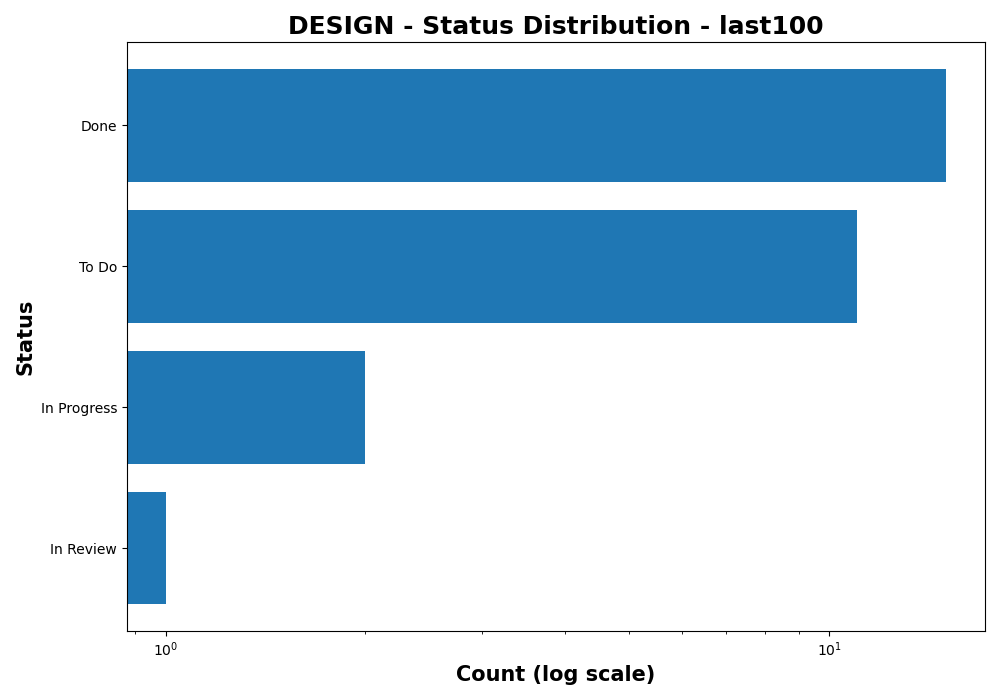 DESIGN - Status Distribution - last100
Done
To Do
In Progress
In Review
Status
10⁰
10¹
Count (log scale)